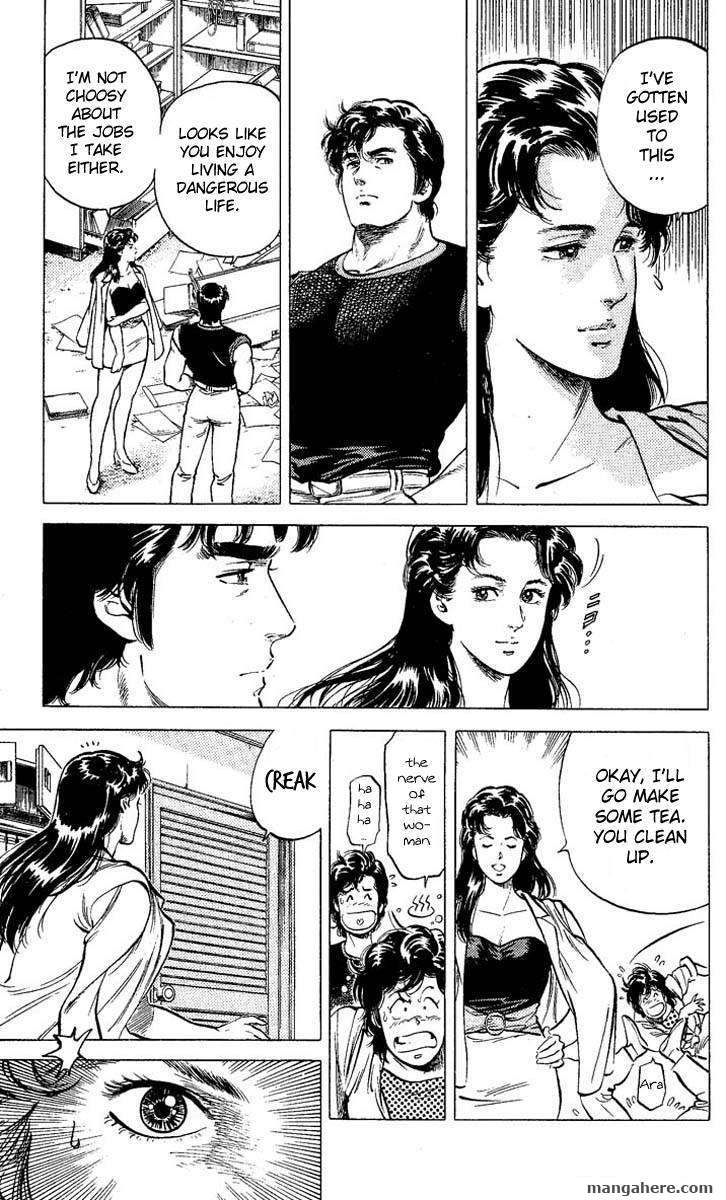 I'VE
GOTTEN
USED
TO
THIS
...
LOOKS LIKE
YOU ENJOY
LIVING A
DANGEROUS
LIFE.
I'M NOT
CHOOSY
ABOUT
THE JOBS
I TAKE
EITHER.
ニコ...
OKAY, I'LL
GO MAKE
SOME TEA.
YOU CLEAN
UP.
Ara
the
nerve
of
that
wo-
man
ha
ha
ha
CREAK
mangahere.com